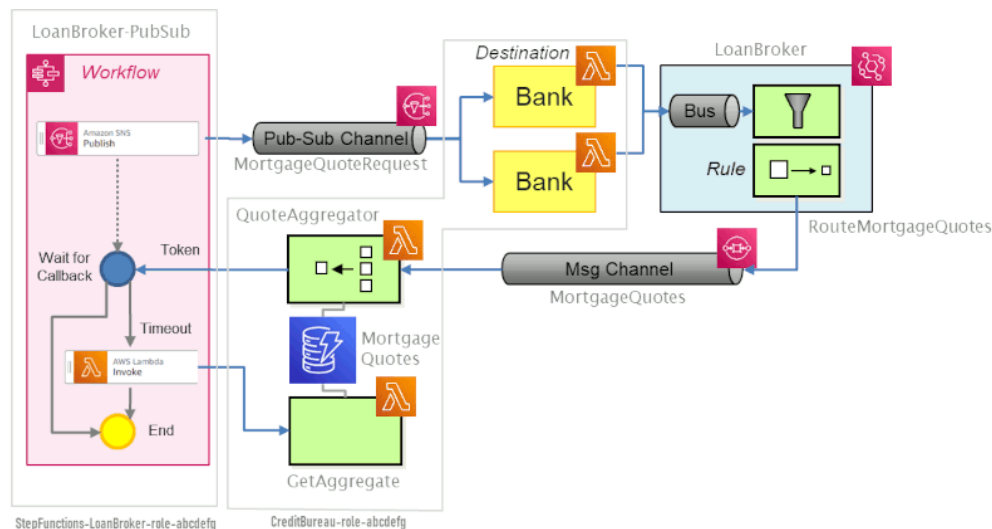 LoanBroker-PubSub
Workflow
Amazon SNS
Publish
Wait for
Callback
Timeout
AWS Lambda
Invoke
End
StepFunctions-LoanBroker-role-abcdefg
Pub-Sub Channel
MortgageQuoteRequest
Destination
Bank
Bank
LoanBroker
Bus
Rule
RouteMortgageQuotes
Msg Channel
MortgageQuotes
QuoteAggregator
Token
Mortgage
Quotes
GetAggregate
CreditBureau-role-abcdefg